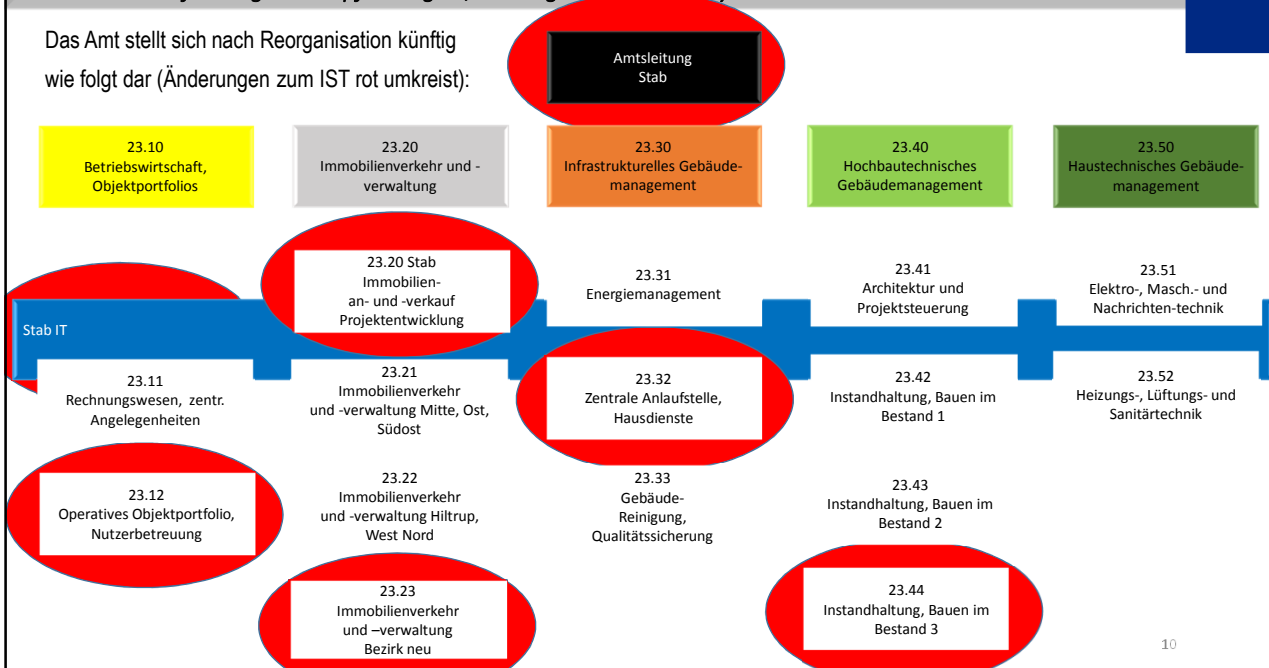 Das Amt stellt sich nach Reorganisation künftig
wie folgt dar (Änderungen zum IST rot umkreist):
Amtsleitung
Stab
23.10
Betriebswirtschaft,
Objektportfolios
23.20
Immobilienverkehr und -
verwaltung
23.30
Infrastrukturelles Gebäude-
management
23.40
Hochbautechnisches
Gebäudemanagement
23.50
Haustechnisches Gebäude-
management
Stab IT
23.20 Stab
Immobilien-
an- und -verkauf
Projektentwicklung
23.31
Energiemanagement
23.41
Architektur und
Projektsteuerung
23.51
Elektro-, Masch.- und
Nachrichten-technik
23.11
Rechnungswesen, zentr.
Angelegenheiten
23.21
Immobilienverkehr
und -verwaltung Mitte, Ost,
Südost
23.32
Zentrale Anlaufstelle,
Hausdienste
23.42
Instandhaltung, Bauen im
Bestand 1
23.52
Heizungs-, Lüftungs- und
Sanitärtechnik
23.12
Operatives Objektportfolio,
Nutzerbetreuung
23.22
Immobilienverkehr
und -verwaltung Hiltrup,
West Nord
23.33
Gebäude-
Reinigung,
Qualitätssicherung
23.43
Instandhaltung, Bauen im
Bestand 2
23.23
Immobilienverkehr
und –verwaltung
Bezirk neu
23.44
Instandhaltung, Bauen im
Bestand 3
10